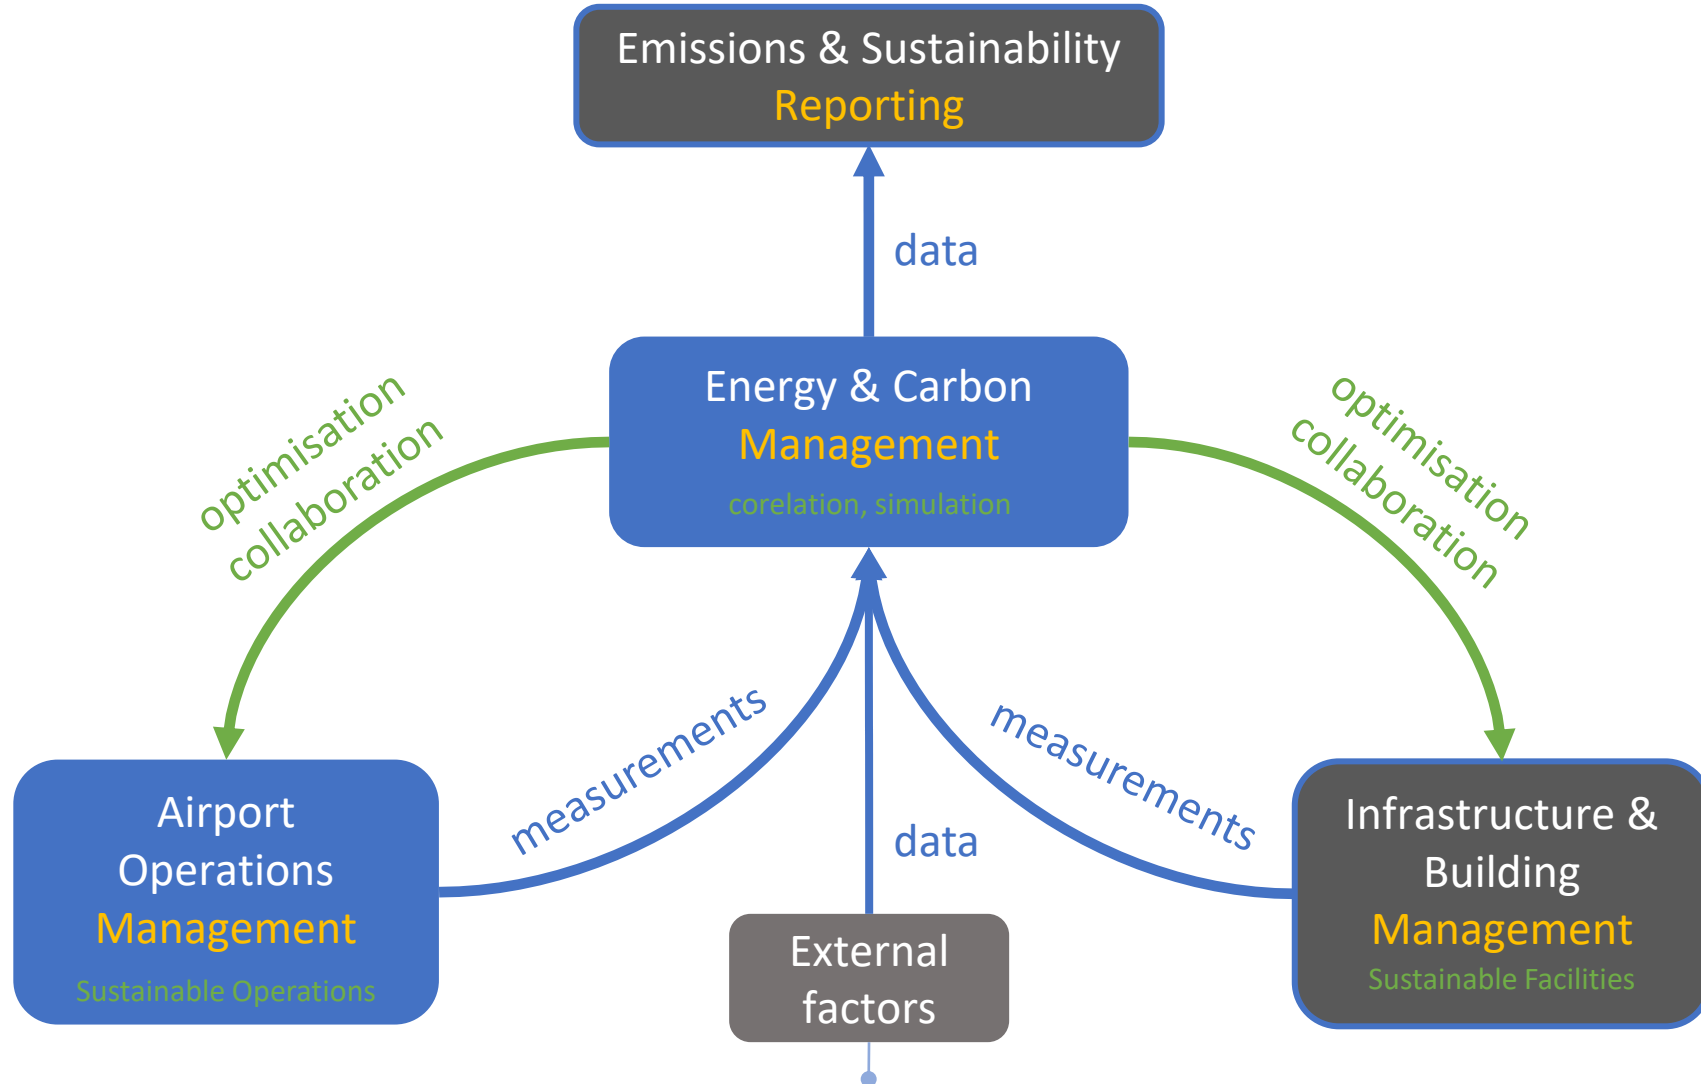 Emissions & Sustainability
Reporting
data
Energy & Carbon
Management
corelation, simulation
optimisation
collaboration
optimisation
collaboration
measurements
measurements
data
Airport
Operations
Management
Sustainable Operations
External
factors
Infrastructure &
Building
Management
Sustainable Facilities